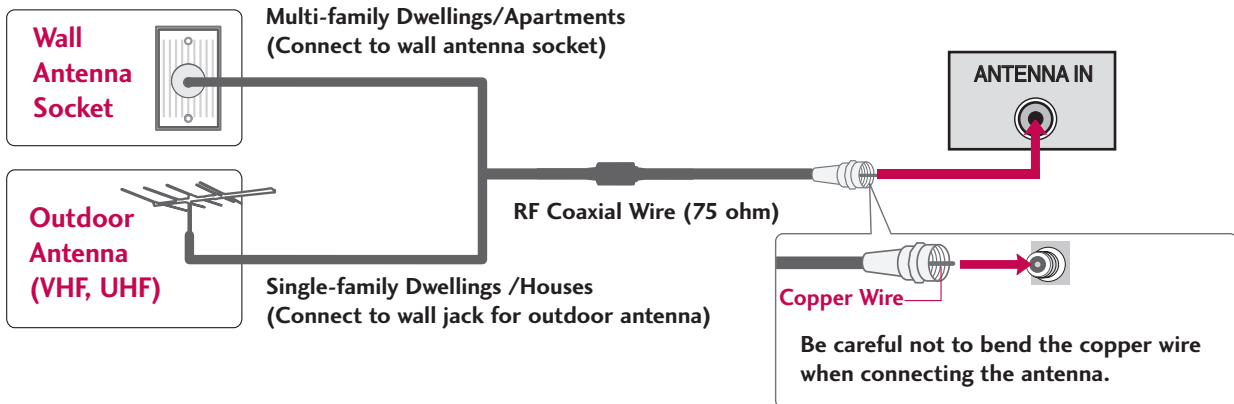 Wall
Antenna
Socket
Multi-family Dwellings/Apartments
(Connect to wall antenna socket)
ANTENNA IN
Outdoor
Antenna
(VHF, UHF)
RF Coaxial Wire (75 ohm)
Single-family Dwellings /Houses
(Connect to wall jack for outdoor antenna)
Copper Wire
Be careful not to bend the copper wire
when connecting the antenna.